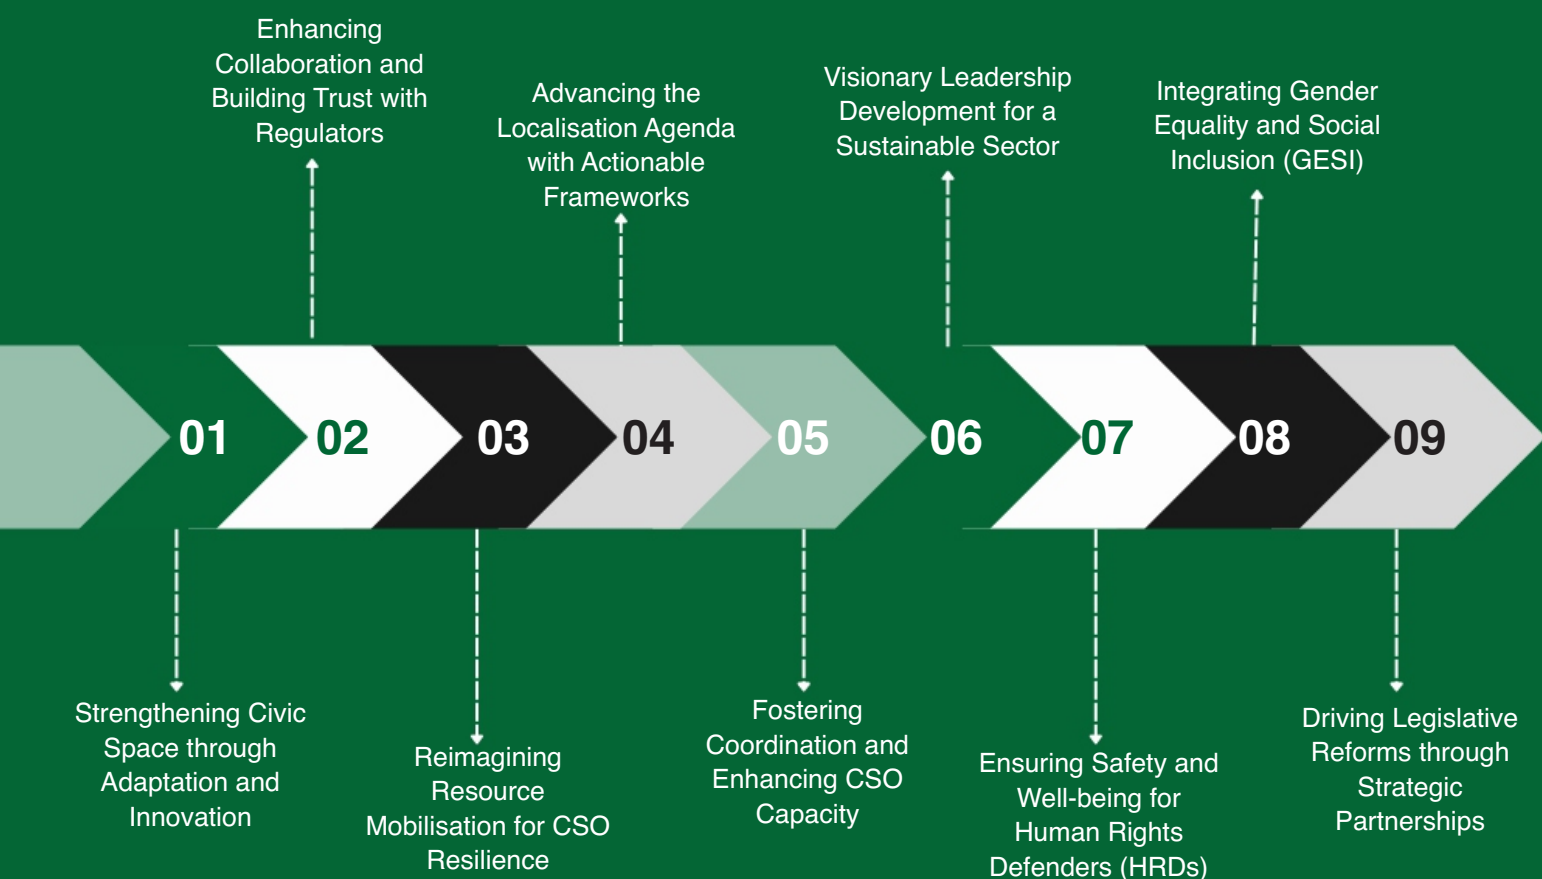 Enhancing
Collaboration and
Building Trust with
Regulators
Advancing the
Localisation Agenda
with Actionable
Frameworks
Visionary Leadership
Development for a
Sustainable Sector
Integrating Gender
Equality and Social
Inclusion (GESI)
01 02 03 04 05 06 07 08 09
Strengthening Civic
Space through
Adaptation and
Innovation
Reimagining
Resource
Mobilisation for CSO
Resilience
Fostering
Coordination and
Enhancing CSO
Capacity
Ensuring Safety and
Well-being for
Human Rights
Defenders (HRDs)
Driving Legislative
Reforms through
Strategic
Partnerships